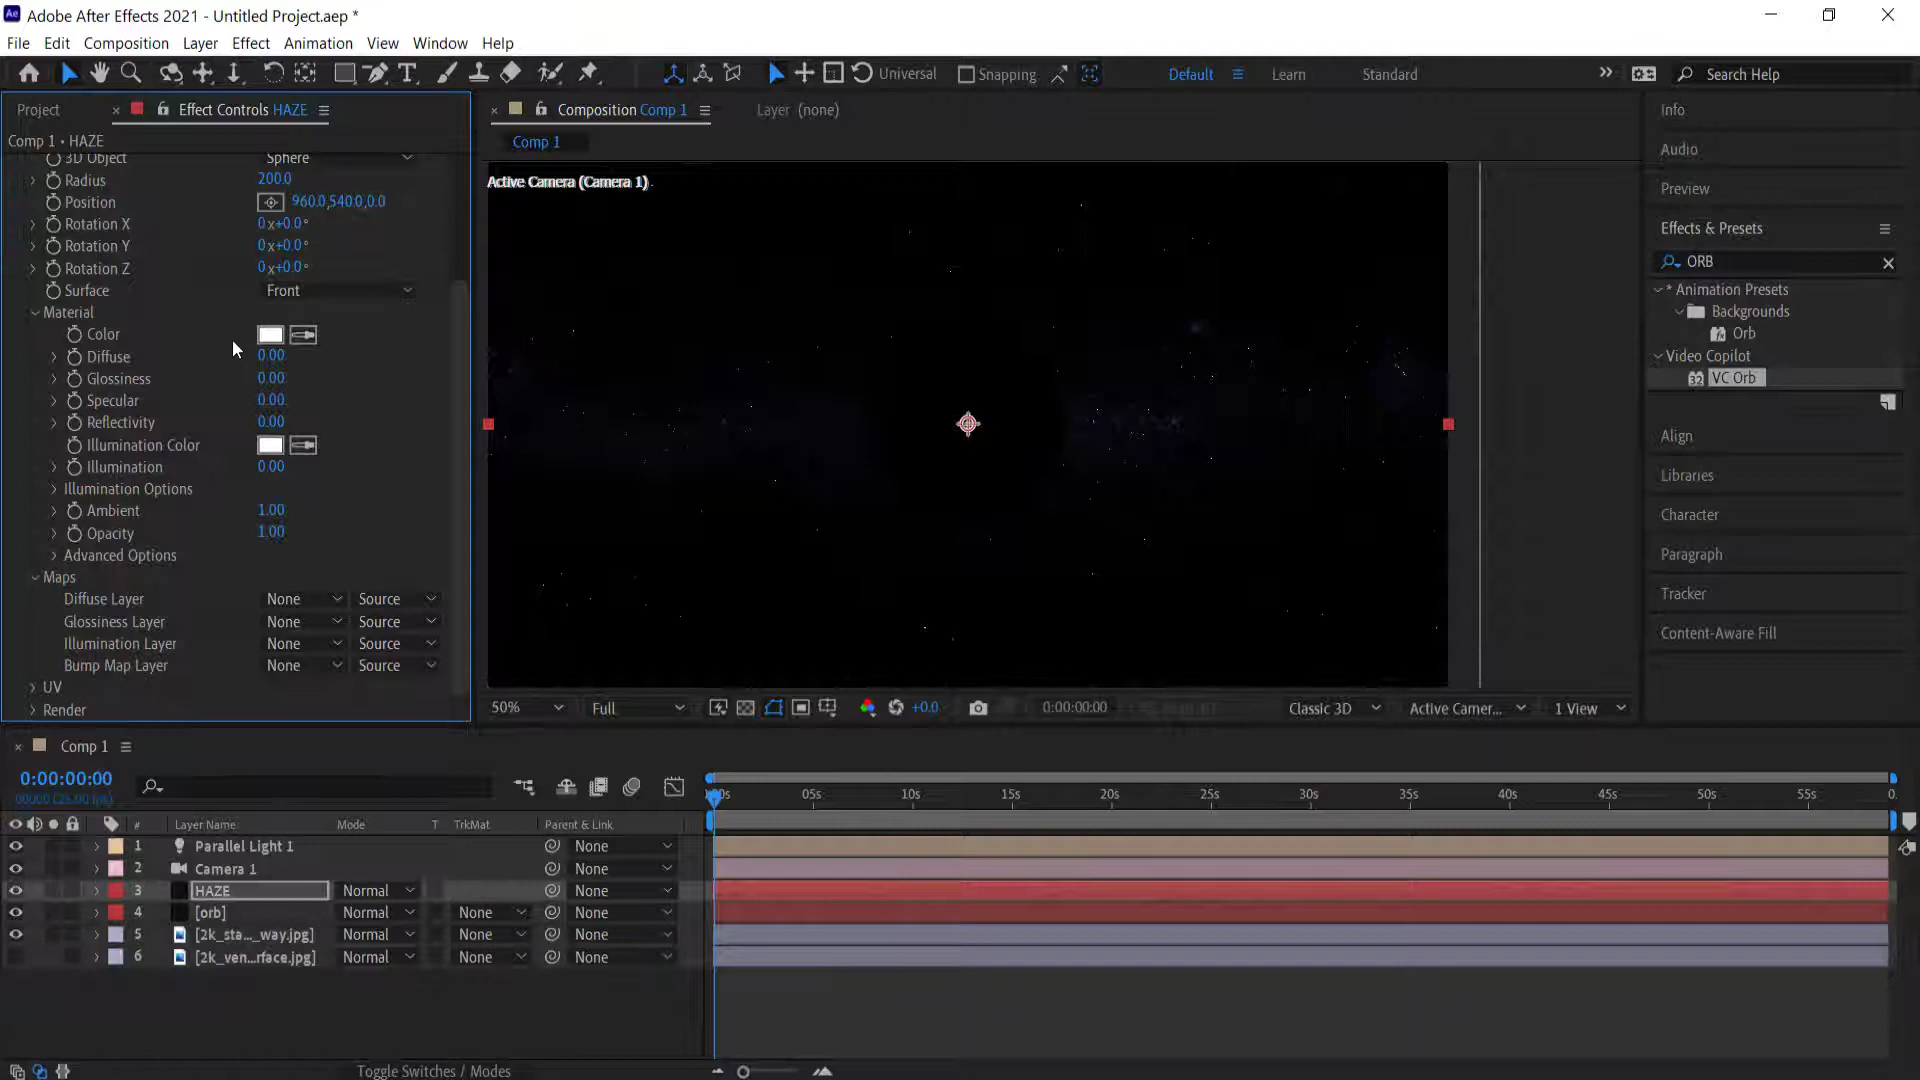 Adobe After Effects 2021 - Untitled Project.aep *
File Edit Composition Layer Effect Animation View Window Help
Universal Snapping Default Learn Standard Search Help
Project × Effect Controls HAZE
Comp 1 • HAZE
3D Object Sphere
Radius 200.0
Position 960.0,540.0,0.0
Rotation X 0 x+0.0°
Rotation Y 0 x+0.0°
Rotation Z 0 x+0.0°
Surface Front
Material
Color
Diffuse 0.00
Glossiness 0.00
Specular 0.00
Reflectivity 0.00
Illumination Color
Illumination 0.00
Illumination Options
Ambient 1.00
Opacity 1.00
Advanced Options
Maps
Diffuse Layer None Source
Glossiness Layer None Source
Illumination Layer None Source
Bump Map Layer None Source
UV
Render
× Composition Comp 1 Layer (none)
Comp 1
Active Camera (Camera 1)
50% Full +0.0 0:00:00:00 Classic 3D Active Camer... 1 View
Info
Audio
Preview
Effects & Presets
ORB
* Animation Presets
Backgrounds
Orb
Video Copilot
32 VC Orb
Align
Libraries
Character
Paragraph
Tracker
Content-Aware Fill
× Comp 1
0:00:00:00
05s 10s 15s 20s 25s 30s 35s 40s 45s 50s 55s
# Layer Name Mode T TrkMat Parent & Link
1 Parallel Light 1 None
2 Camera 1 None
3 HAZE Normal None
4 [orb] Normal None None
5 [2k_sta..._way.jpg] Normal None None
6 [2k_ven...rface.jpg] Normal None None
Toggle Switches / Modes